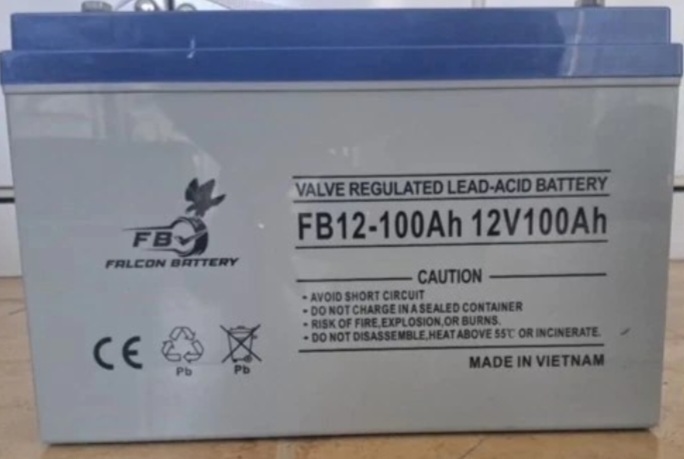 VALVE REGULATED LEAD-ACID BATTERY
FB12-100Ah 12V100Ah
FB
FALCON BATTERY
CAUTION
• AVOID SHORT CIRCUIT
• DO NOT CHARGE IN A SEALED CONTAINER
• RISK OF FIRE,EXPLOSION,OR BURNS.
• DO NOT DISASSEMBLE,HEAT ABOVE 55℃ OR INCINERATE.
CE
Pb
Pb
MADE IN VIETNAM